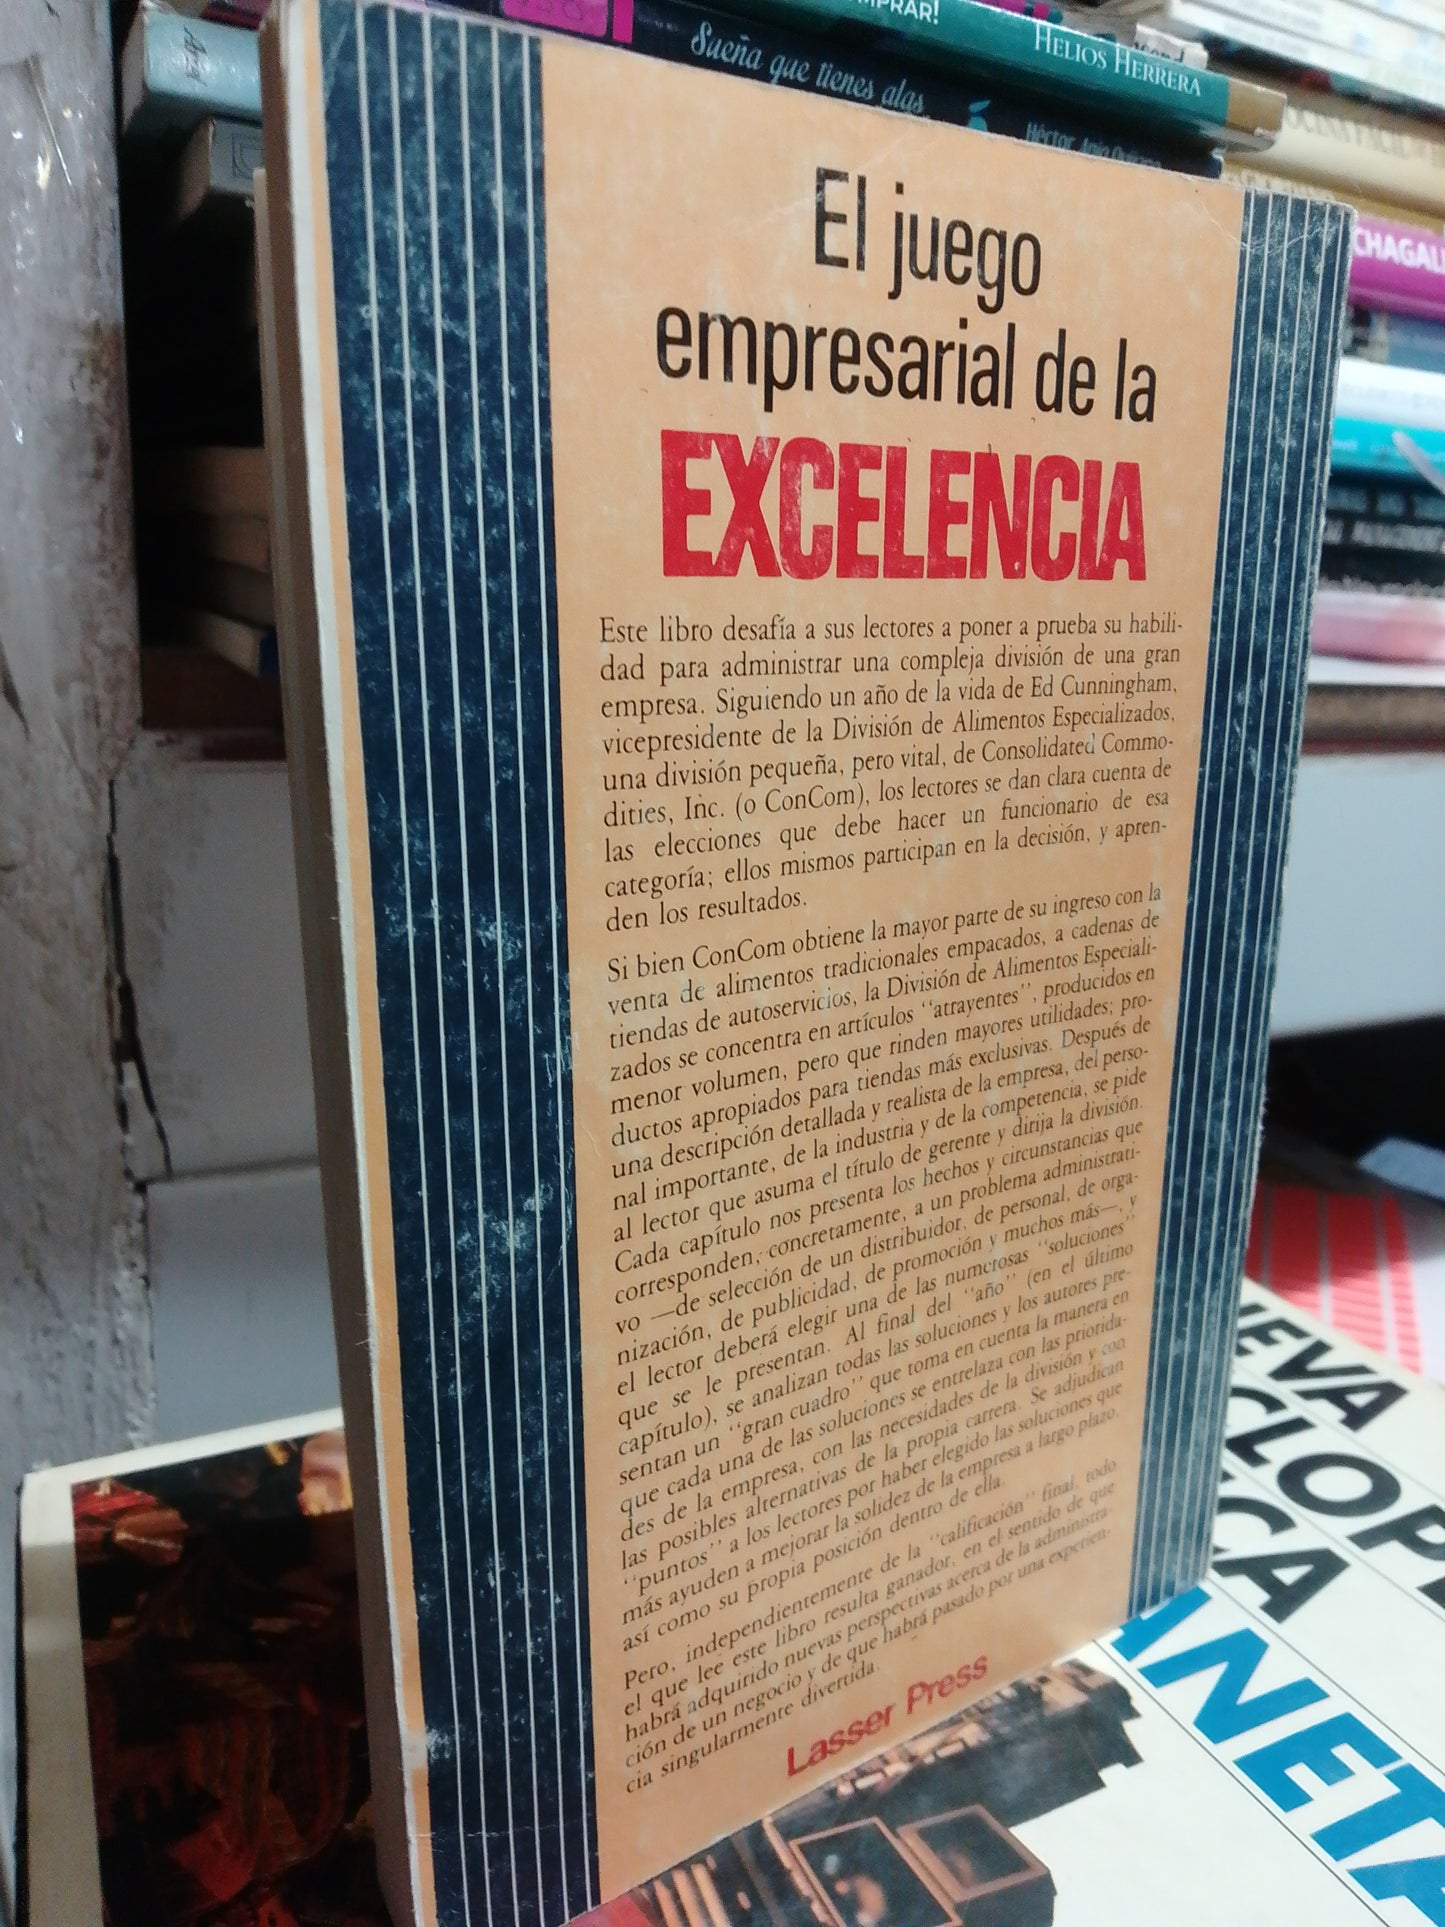 MPRAR!
HELIOS HERRERA
Sueña que tienes alas
CHAGALL
El juego
empresarial de la
EXCELENCIA
Este libro desafía a sus lectores a poner a prueba su habili-
dad para administrar una compleja división de una gran
empresa. Siguiendo un año de la vida de Ed Cunningham,
vicepresidente de la División de Alimentos Especializados,
una división pequeña, pero vital, de Consolidated Commo-
dities, Inc. (o ConCom), los lectores se dan clara cuenta de
las elecciones que debe hacer un funcionario de esa
categoría; ellos mismos participan en la decisión, y apren-
den los resultados.
Si bien ConCom obtiene la mayor parte de su ingreso con la
venta de alimentos tradicionales empacados, a cadenas de
tiendas de autoservicios, la División de Alimentos Especiali-
zados se concentra en artículos “atrayentes”, producidos en
menor volumen, pero que rinden mayores utilidades; pro-
ductos apropiados para tiendas más exclusivas. Después de
una descripción detallada y realista de la empresa, del perso-
nal importante, de la industria y de la competencia, se pide
al lector que asuma el título de gerente y dirija la división.
Cada capítulo nos presenta los hechos y circunstancias que
corresponden, concretamente, a un problema administrati-
vo —de selección de un distribuidor, de personal, de orga-
nización, de publicidad, de promoción y muchos más—, y
el lector deberá elegir una de las numerosas “soluciones”
que se le presentan. Al final del “año” (en el último
capítulo), se analizan todas las soluciones y los autores pre-
sentan un “gran cuadro” que toma en cuenta la manera en
que cada una de las soluciones se entrelaza con las priorida-
des de la empresa, con las necesidades de la división y con
las posibles alternativas de la propia carrera. Se adjudican
“puntos” a los lectores por haber elegido las soluciones que
más ayuden a mejorar la solidez de la empresa a largo plazo,
así como su propia posición dentro de ella.
Pero, independientemente de la “calificación” final, todo
el que lee este libro resulta ganador, en el sentido de que
habrá adquirido nuevas perspectivas acerca de la administra-
ción de un negocio y de que habrá pasado por una experien-
cia singularmente divertida.
Lasser Press
UEVA
CLOPE
ICA
ANETA